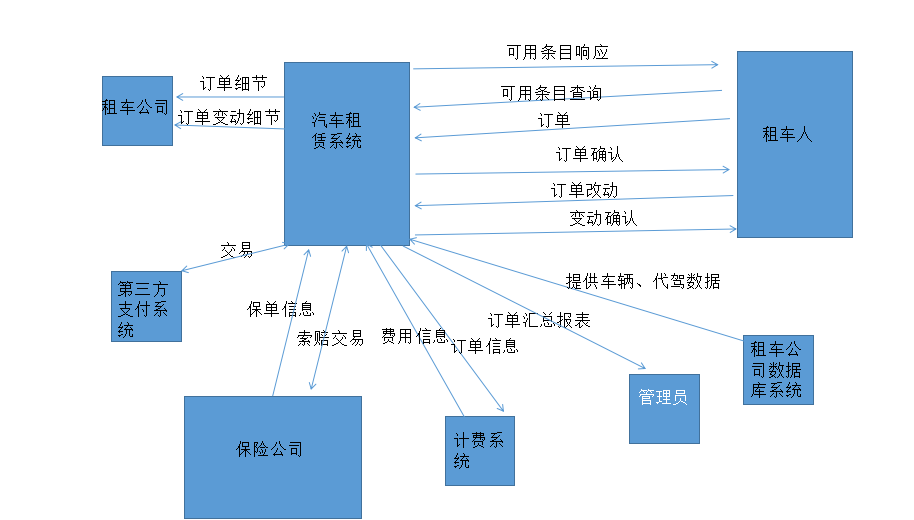 可用条目响应
订单细节
租车公司
订单变动细节
汽车租
赁系统
可用条目查询
订单
租车人
订单确认
订单改动
变动确认
交易
第三方
支付系
统
保单信息
索赔交易
费用信息
订单信息
订单汇总报表
提供车辆、代驾数据
租车公
司数据
库系统
管理员
保险公司
计费系
统